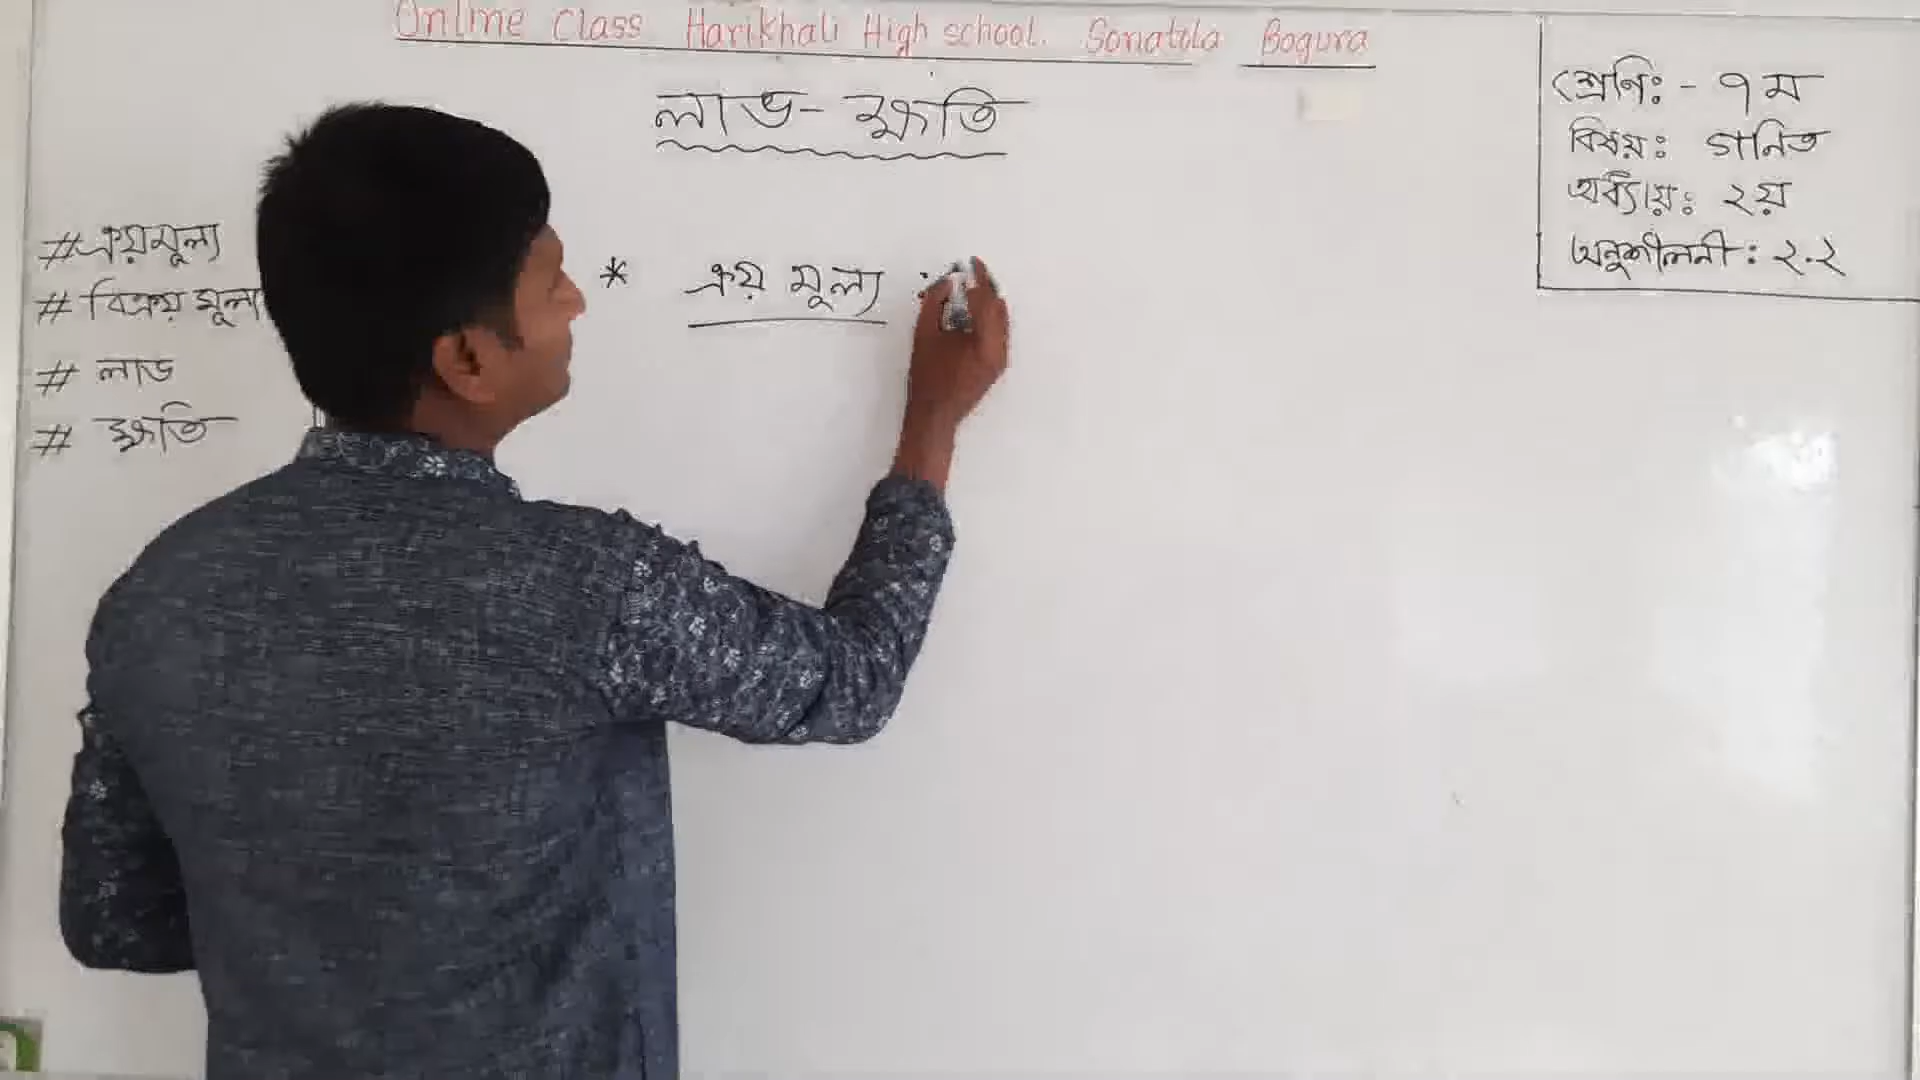 Online Class Harikhali High school. Sonatola Bogura
লাভ-ক্ষতি
শ্রেণিঃ - ৭ম
বিষয়ঃ গনিত
অধ্যায়ঃ ২য়
অনুশীলনী: ২.২
#ক্রয়মূল্য
# বিক্রয় মূল্য
# লাভ
# ক্ষতি
* ক্রয় মূল্য :